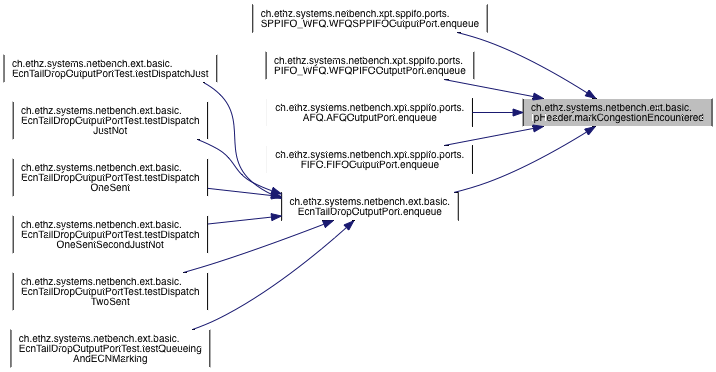 ch.ethz.systems.netbench.xpt.sppifo.ports.
SPPIFO_WFQ.WFQSPPIFOOutputPort.enqueue
ch.ethz.systems.netbench.xpt.sppifo.ports.
PIFO_WFQ.WFQPIFOOutputPort.enqueue
ch.ethz.systems.netbench.xpt.sppifo.ports.
AFQ.AFQOutputPort.enqueue
ch.ethz.systems.netbench.xpt.sppifo.ports.
FIFO.FIFOOutputPort.enqueue
ch.ethz.systems.netbench.ext.basic.
EcnTailDropOutputPort.enqueue
ch.ethz.systems.netbench.ext.basic.
IpHeader.markCongestionEncountered
ch.ethz.systems.netbench.ext.basic.
EcnTailDropOutputPortTest.testDispatchJust
ch.ethz.systems.netbench.ext.basic.
EcnTailDropOutputPortTest.testDispatch
JustNot
ch.ethz.systems.netbench.ext.basic.
EcnTailDropOutputPortTest.testDispatch
OneSent
ch.ethz.systems.netbench.ext.basic.
EcnTailDropOutputPortTest.testDispatch
OneSentSecondJustNot
ch.ethz.systems.netbench.ext.basic.
EcnTailDropOutputPortTest.testDispatch
TwoSent
ch.ethz.systems.netbench.ext.basic.
EcnTailDropOutputPortTest.testQueueing
AndECNMarking